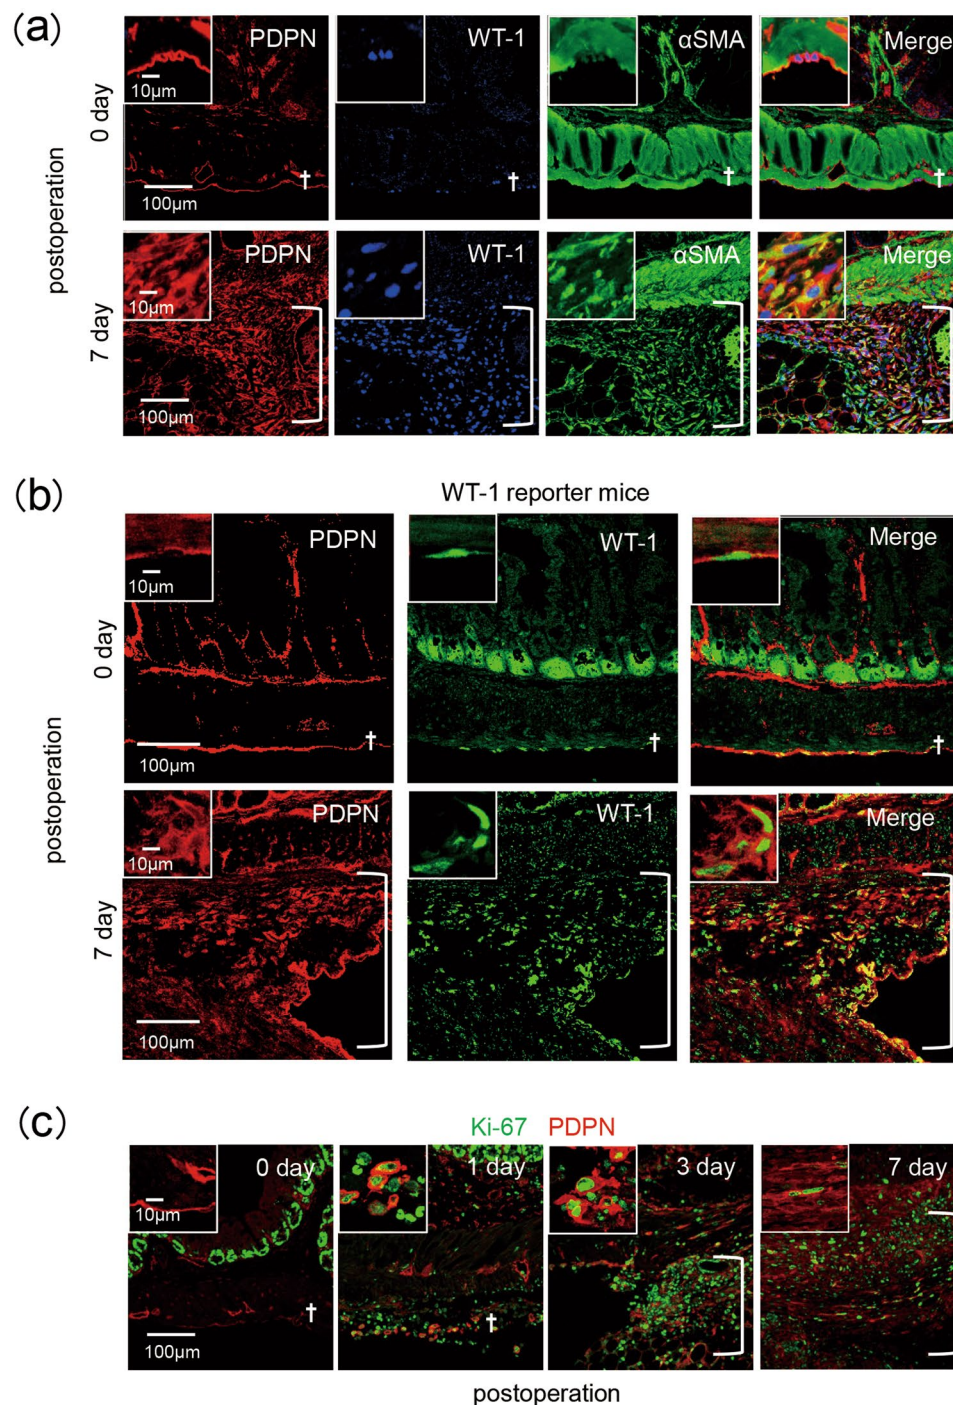 (a)
PDPN WT-1 αSMA Merge
10µm
0 day
†
†
†
†
100µm
postoperation
PDPN WT-1 αSMA Merge
10µm
7 day
100µm
(b)
WT-1 reporter mice
PDPN WT-1 Merge
10µm
0 day
†
†
†
100µm
postoperation
PDPN WT-1 Merge
10µm
7 day
100µm
(c)
Ki-67 PDPN
0 day 1 day 3 day 7 day
10µm
†
†
100µm
postoperation